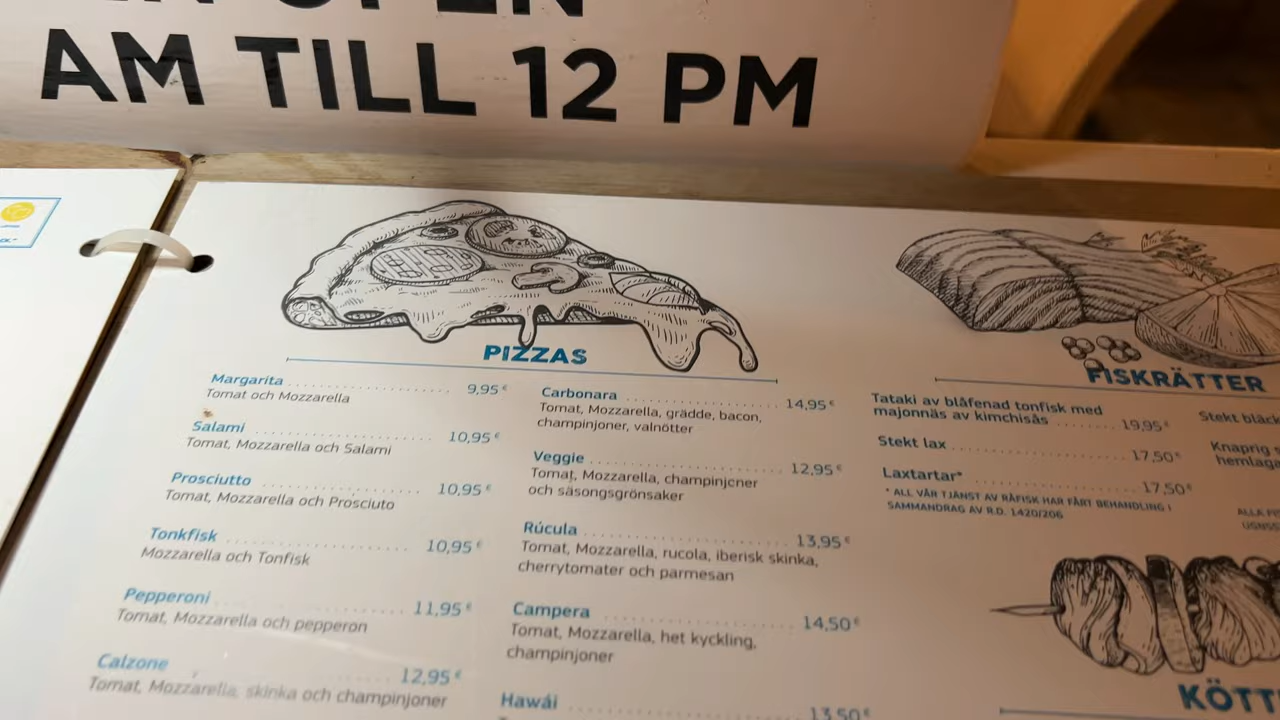 AM TILL 12 PM
PIZZAS
Margarita 9,95€
Tomat och Mozzarella
Salami 10,95€
Tomat, Mozzarella och Salami
Prosciutto 10,95€
Tomat, Mozzarella och Prosciuto
Tonkfisk 10,95€
Mozzarella och Tonfisk
Pepperoni 11,95€
Tomat, Mozzarella och pepperon
Calzone 12,95€
Tomat, Mozzarella, skinka och champinjoner
Carbonara 14,95€
Tomat, Mozzarella, grädde, bacon,
champinjoner, valnötter
Veggie 12,95€
Tomat, Mozzarella, champinjcner
och säsongsgrönsaker
Rúcula 13,95€
Tomat, Mozzarella, rucola, iberisk skinka,
cherrytomater och parmesan
Campera 14,50€
Tomat, Mozzarella, het kyckling,
champinjoner
Hawái 13,50€
FISKRÄTTER
Tataki av blåfenad tonfisk med
majonnäs av kimchisås 19,95€
Stekt lax 17,50€
Laxtartar* 17,50€
* ALL VÅR TJÄNST AV RÅFISK HAR FÅRT BEHANDLING I
SAMMANDRAG AV R.D. 1420/206
Stekt bläck
Knaprig s
hemlaga
ALLA
KÖTT